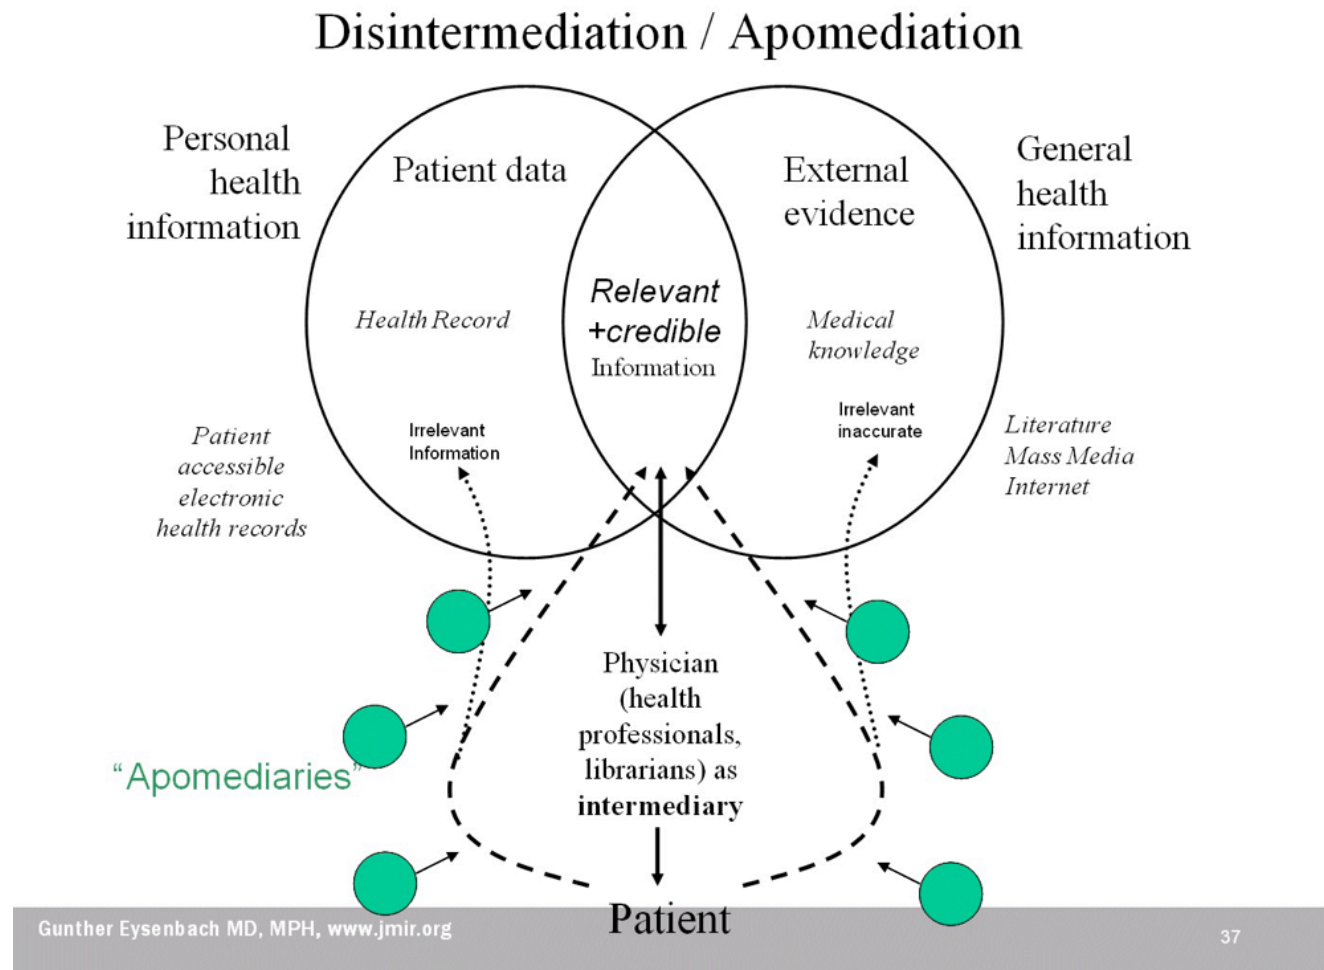 Disintermediation / Apomediation
Personal
health
information
Patient data
External
evidence
General
health
information
Health Record
Relevant
+credible
Information
Medical
knowledge
Patient
accessible
electronic
health records
Irrelevant
Information
Irrelevant
inaccurate
Literature
Mass Media
Internet
Physician
(health
professionals,
librarians) as
intermediary
“Apomediaries”
Patient
Gunther Eysenbach MD, MPH, www.jmir.org
37